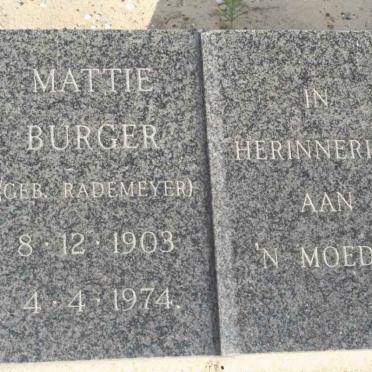 MATTIE
BURGER
(GEB. RADEMEYER)
8·12·1903
4·4·1974.
IN
HERINNERI
AAN
'N MOED